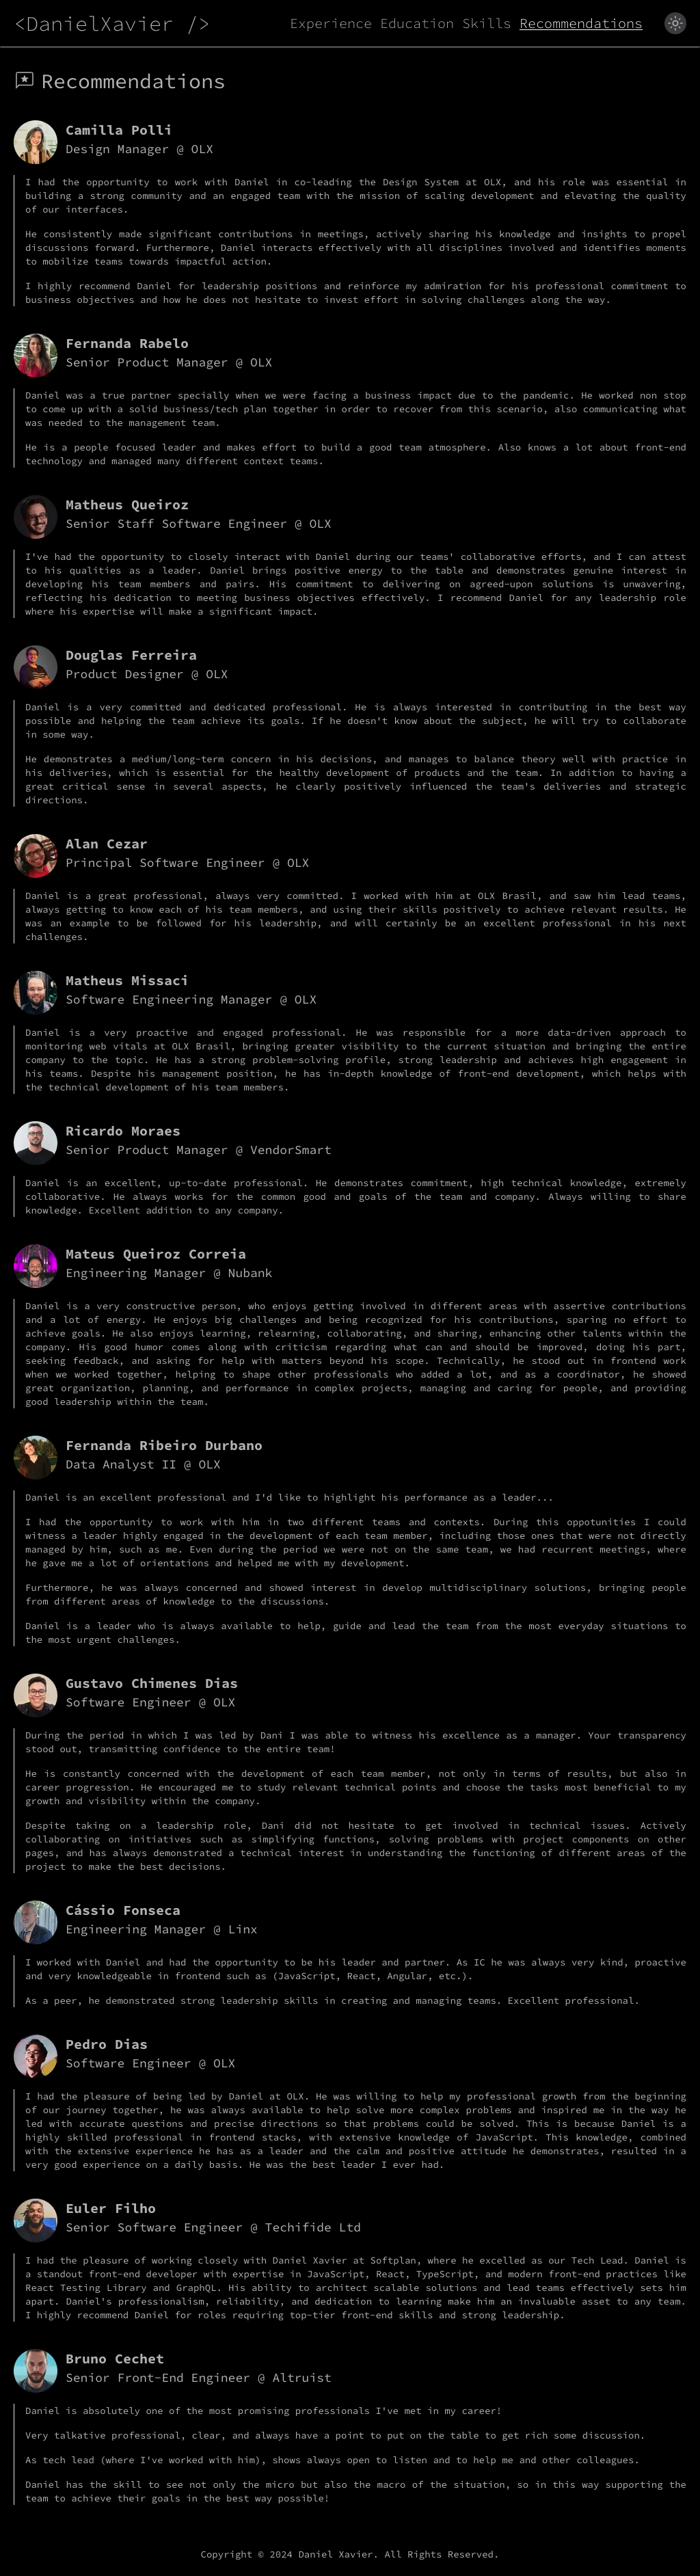 <DanielXavier />
Experience Education Skills Recommendations
Recommendations
Camilla Polli
Design Manager @ OLX
I had the opportunity to work with Daniel in co-leading the Design System at OLX, and his role was essential in
building a strong community and an engaged team with the mission of scaling development and elevating the quality
of our interfaces.
He consistently made significant contributions in meetings, actively sharing his knowledge and insights to propel
discussions forward. Furthermore, Daniel interacts effectively with all disciplines involved and identifies moments
to mobilize teams towards impactful action.
I highly recommend Daniel for leadership positions and reinforce my admiration for his professional commitment to
business objectives and how he does not hesitate to invest effort in solving challenges along the way.
Fernanda Rabelo
Senior Product Manager @ OLX
Daniel was a true partner specially when we were facing a business impact due to the pandemic. He worked non stop
to come up with a solid business/tech plan together in order to recover from this scenario, also communicating what
was needed to the management team.
He is a people focused leader and makes effort to build a good team atmosphere. Also knows a lot about front-end
technology and managed many different context teams.
Matheus Queiroz
Senior Staff Software Engineer @ OLX
I've had the opportunity to closely interact with Daniel during our teams' collaborative efforts, and I can attest
to his qualities as a leader. Daniel brings positive energy to the table and demonstrates genuine interest in
developing his team members and pairs. His commitment to delivering on agreed-upon solutions is unwavering,
reflecting his dedication to meeting business objectives effectively. I recommend Daniel for any leadership role
where his expertise will make a significant impact.
Douglas Ferreira
Product Designer @ OLX
Daniel is a very committed and dedicated professional. He is always interested in contributing in the best way
possible and helping the team achieve its goals. If he doesn't know about the subject, he will try to collaborate
in some way.
He demonstrates a medium/long-term concern in his decisions, and manages to balance theory well with practice in
his deliveries, which is essential for the healthy development of products and the team. In addition to having a
great critical sense in several aspects, he clearly positively influenced the team's deliveries and strategic
directions.
Alan Cezar
Principal Software Engineer @ OLX
Daniel is a great professional, always very committed. I worked with him at OLX Brasil, and saw him lead teams,
always getting to know each of his team members, and using their skills positively to achieve relevant results. He
was an example to be followed for his leadership, and will certainly be an excellent professional in his next
challenges.
Matheus Missaci
Software Engineering Manager @ OLX
Daniel is a very proactive and engaged professional. He was responsible for a more data-driven approach to
monitoring web vitals at OLX Brasil, bringing greater visibility to the current situation and bringing the entire
company to the topic. He has a strong problem-solving profile, strong leadership and achieves high engagement in
his teams. Despite his management position, he has in-depth knowledge of front-end development, which helps with
the technical development of his team members.
Ricardo Moraes
Senior Product Manager @ VendorSmart
Daniel is an excellent, up-to-date professional. He demonstrates commitment, high technical knowledge, extremely
collaborative. He always works for the common good and goals of the team and company. Always willing to share
knowledge. Excellent addition to any company.
Mateus Queiroz Correia
Engineering Manager @ Nubank
Daniel is a very constructive person, who enjoys getting involved in different areas with assertive contributions
and a lot of energy. He enjoys big challenges and being recognized for his contributions, sparing no effort to
achieve goals. He also enjoys learning, relearning, collaborating, and sharing, enhancing other talents within the
company. His good humor comes along with criticism regarding what can and should be improved, doing his part,
seeking feedback, and asking for help with matters beyond his scope. Technically, he stood out in frontend work
when we worked together, helping to shape other professionals who added a lot, and as a coordinator, he showed
great organization, planning, and performance in complex projects, managing and caring for people, and providing
good leadership within the team.
Fernanda Ribeiro Durbano
Data Analyst II @ OLX
Daniel is an excellent professional and I'd like to highlight his performance as a leader...
I had the opportunity to work with him in two different teams and contexts. During this oppotunities I could
witness a leader highly engaged in the development of each team member, including those ones that were not directly
managed by him, such as me. Even during the period we were not on the same team, we had recurrent meetings, where
he gave me a lot of orientations and helped me with my development.
Furthermore, he was always concerned and showed interest in develop multidisciplinary solutions, bringing people
from different areas of knowledge to the discussions.
Daniel is a leader who is always available to help, guide and lead the team from the most everyday situations to
the most urgent challenges.
Gustavo Chimenes Dias
Software Engineer @ OLX
During the period in which I was led by Dani I was able to witness his excellence as a manager. Your transparency
stood out, transmitting confidence to the entire team!
He is constantly concerned with the development of each team member, not only in terms of results, but also in
career progression. He encouraged me to study relevant technical points and choose the tasks most beneficial to my
growth and visibility within the company.
Despite taking on a leadership role, Dani did not hesitate to get involved in technical issues. Actively
collaborating on initiatives such as simplifying functions, solving problems with project components on other
pages, and has always demonstrated a technical interest in understanding the functioning of different areas of the
project to make the best decisions.
Cássio Fonseca
Engineering Manager @ Linx
I worked with Daniel and had the opportunity to be his leader and partner. As IC he was always very kind, proactive
and very knowledgeable in frontend such as (JavaScript, React, Angular, etc.).
As a peer, he demonstrated strong leadership skills in creating and managing teams. Excellent professional.
Pedro Dias
Software Engineer @ OLX
I had the pleasure of being led by Daniel at OLX. He was willing to help my professional growth from the beginning
of our journey together, he was always available to help solve more complex problems and inspired me in the way he
led with accurate questions and precise directions so that problems could be solved. This is because Daniel is a
highly skilled professional in frontend stacks, with extensive knowledge of JavaScript. This knowledge, combined
with the extensive experience he has as a leader and the calm and positive attitude he demonstrates, resulted in a
very good experience on a daily basis. He was the best leader I ever had.
Euler Filho
Senior Software Engineer @ Techifide Ltd
I had the pleasure of working closely with Daniel Xavier at Softplan, where he excelled as our Tech Lead. Daniel is
a standout front-end developer with expertise in JavaScript, React, TypeScript, and modern front-end practices like
React Testing Library and GraphQL. His ability to architect scalable solutions and lead teams effectively sets him
apart. Daniel's professionalism, reliability, and dedication to learning make him an invaluable asset to any team.
I highly recommend Daniel for roles requiring top-tier front-end skills and strong leadership.
Bruno Cechet
Senior Front-End Engineer @ Altruist
Daniel is absolutely one of the most promising professionals I've met in my career!
Very talkative professional, clear, and always have a point to put on the table to get rich some discussion.
As tech lead (where I've worked with him), shows always open to listen and to help me and other colleagues.
Daniel has the skill to see not only the micro but also the macro of the situation, so in this way supporting the
team to achieve their goals in the best way possible!
Copyright © 2024 Daniel Xavier. All Rights Reserved.